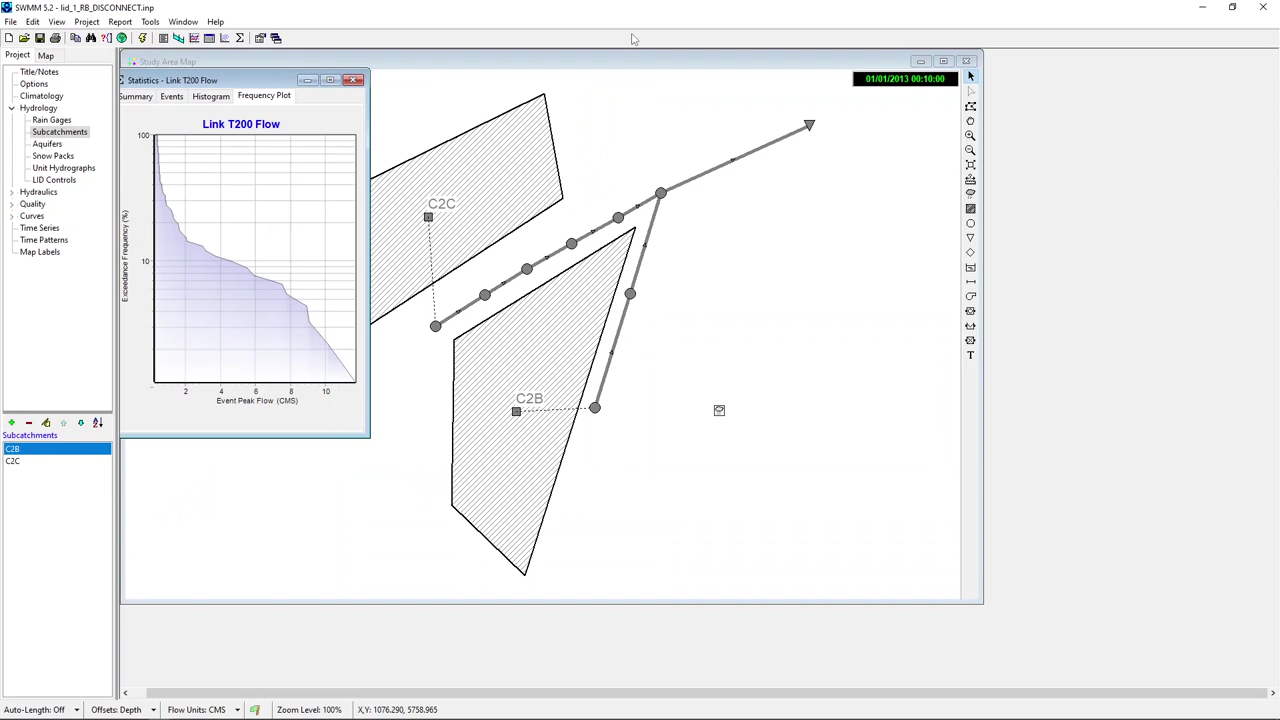 SWMM 5.2 - lid_1_RB_DISCONNECT.inp
File Edit View Project Report Tools Window Help
Project Map
Title/Notes
Options
Climatology
Hydrology
Rain Gages
Subcatchments
Aquifers
Snow Packs
Unit Hydrographs
LID Controls
Hydraulics
Quality
Curves
Time Series
Time Patterns
Map Labels
Subcatchments
C2B
C2C
Study Area Map
Statistics - Link T200 Flow
Summary Events Histogram Frequency Plot
Link T200 Flow
100
10
Exceedance Frequency (%)
2 4 6 8 10
Event Peak Flow (CMS)
01/01/2013 00:10:00
C2C
C2B
T
Auto-Length: Off Offsets: Depth Flow Units: CMS Zoom Level: 100% X,Y: 1076.290, 5758.965